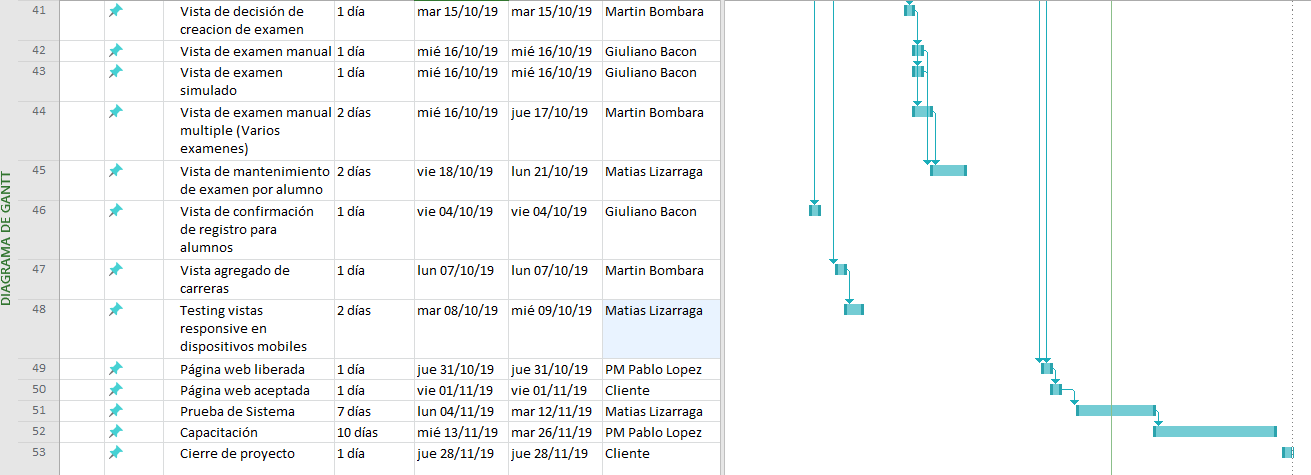 DIAGRAMA DE GANTT
41 Vista de decisión de 1 día mar 15/10/19 mar 15/10/19 Martin Bombara
creacion de examen
42 Vista de examen manual 1 día mié 16/10/19 mié 16/10/19 Giuliano Bacon
43 Vista de examen 1 día mié 16/10/19 mié 16/10/19 Giuliano Bacon
simulado
44 Vista de examen manual 2 días mié 16/10/19 jue 17/10/19 Martin Bombara
multiple (Varios
examenes)
45 Vista de mantenimiento 2 días vie 18/10/19 lun 21/10/19 Matias Lizarraga
de examen por alumno
46 Vista de confirmación 1 día vie 04/10/19 vie 04/10/19 Giuliano Bacon
de registro para
alumnos
47 Vista agregado de 1 día lun 07/10/19 lun 07/10/19 Martin Bombara
carreras
48 Testing vistas 2 días mar 08/10/19 mié 09/10/19 Matias Lizarraga
responsive en
dispositivos mobiles
49 Página web liberada 1 día jue 31/10/19 jue 31/10/19 PM Pablo Lopez
50 Página web aceptada 1 día vie 01/11/19 vie 01/11/19 Cliente
51 Prueba de Sistema 7 días lun 04/11/19 mar 12/11/19 Matias Lizarraga
52 Capacitación 10 días mié 13/11/19 mar 26/11/19 PM Pablo Lopez
53 Cierre de proyecto 1 día jue 28/11/19 jue 28/11/19 Cliente